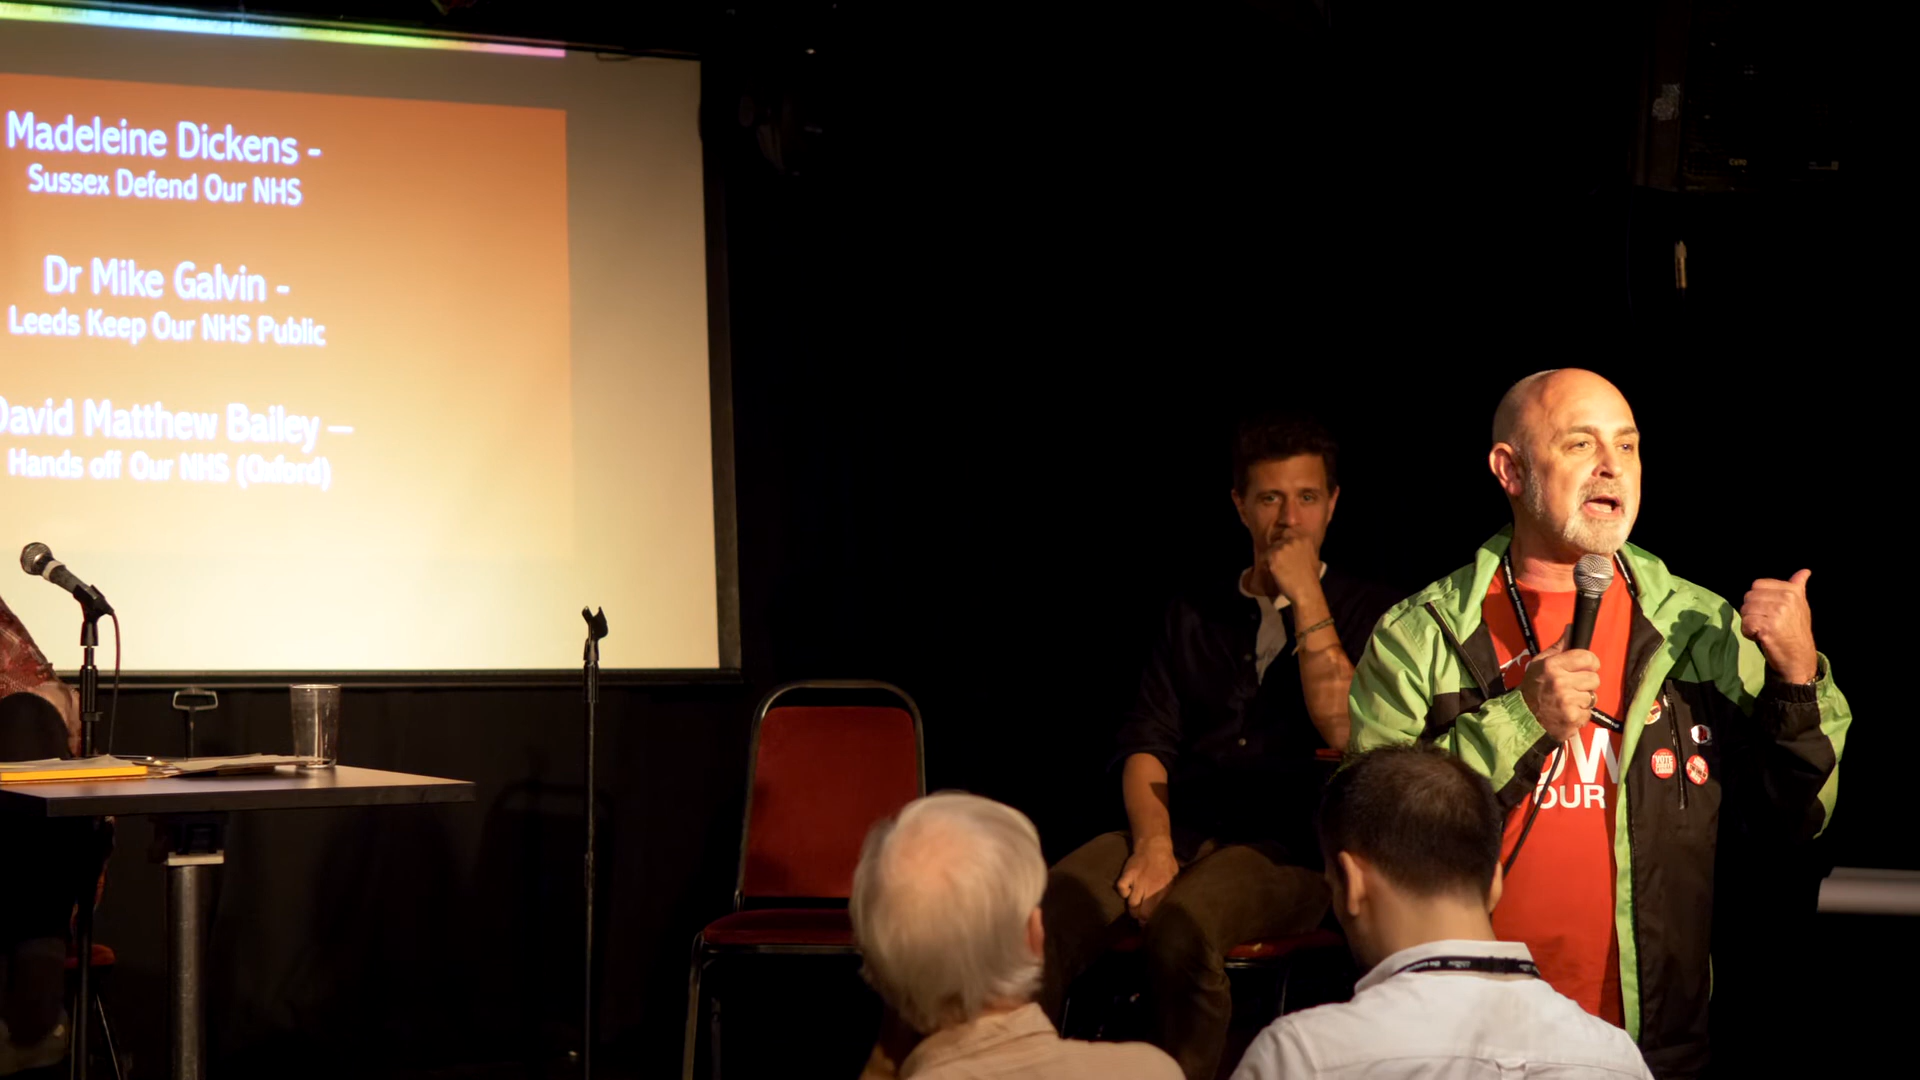 Madeleine Dickens -
Sussex Defend Our NHS
Dr Mike Galvin -
Leeds Keep Our NHS Public
David Matthew Bailey –
Hands off Our NHS (Oxford)
OUR
VOTE